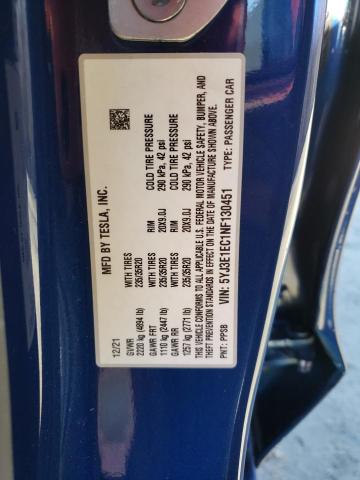 MFD BY TESLA, INC.
12/21
GVWR
2220 kg (4894 lb)
GAWR FRT WITH TIRES RIM COLD TIRE PRESSURE
1110 kg (2447 lb) 235/35R20 20X9.0J 290 kPa, 42 psi
GAWR RR WITH TIRES RIM COLD TIRE PRESSURE
1257 kg (2771 lb) 235/35R20 20X9.0J 290 kPa, 42 psi
THIS VEHICLE CONFORMS TO ALL APPLICABLE U.S. FEDERAL MOTOR VEHICLE SAFETY, BUMPER, AND
THEFT PREVENTION STANDARDS IN EFFECT ON THE DATE OF MANUFACTURE SHOWN ABOVE.
VIN: 5YJ3E1EC1NF130451
PNT: PPSB TYPE: PASSENGER CAR